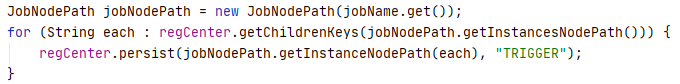 JobNodePath jobNodePath = new JobNodePath(jobName.get());
for (String each : regCenter.getChildrenKeys(jobNodePath.getInstancesNodePath())) {
    regCenter.persist(jobNodePath.getInstanceNodePath(each), "TRIGGER");
}